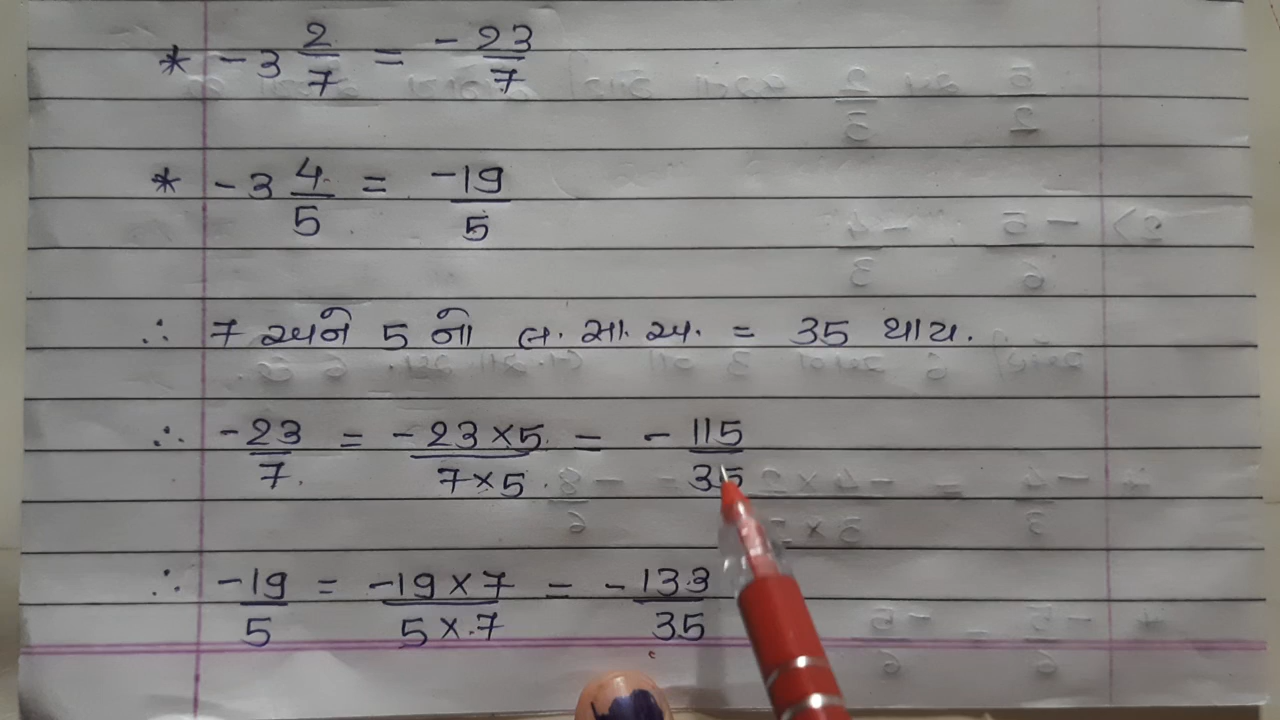 * -3 2/7 = -23/7
* -3 4/5 = -19/5
∴ 7 અને 5 નો લ. સા. અ. = 35 થાય.
∴ -23/7 = -23×5/7×5 = -115/35
∴ -19/5 = -19×7/5×7 = -133/35